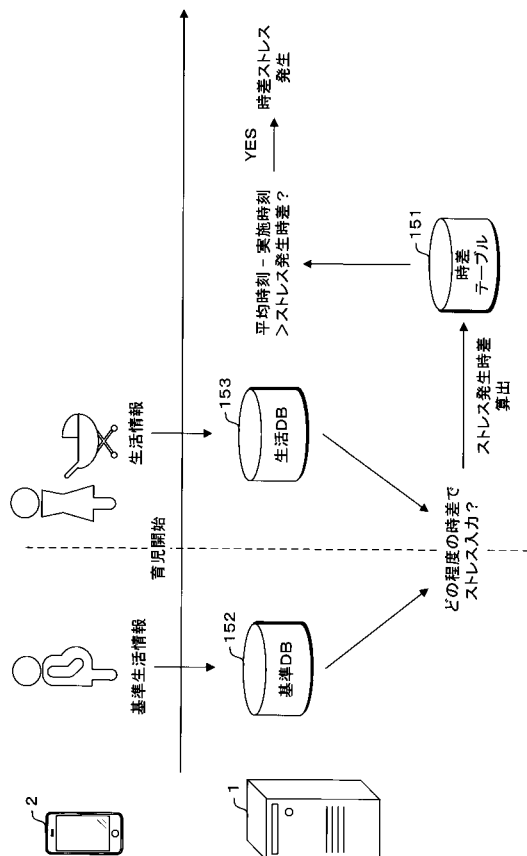 2
基準生活情報
育児開始
生活情報
1
152
基準DB
153
生活DB
平均時刻 - 実施時刻
>ストレス発生時差?
YES
時差ストレス
発生
どの程度の時差で
ストレス入力?
ストレス発生時差
算出
151
時差
テーブル